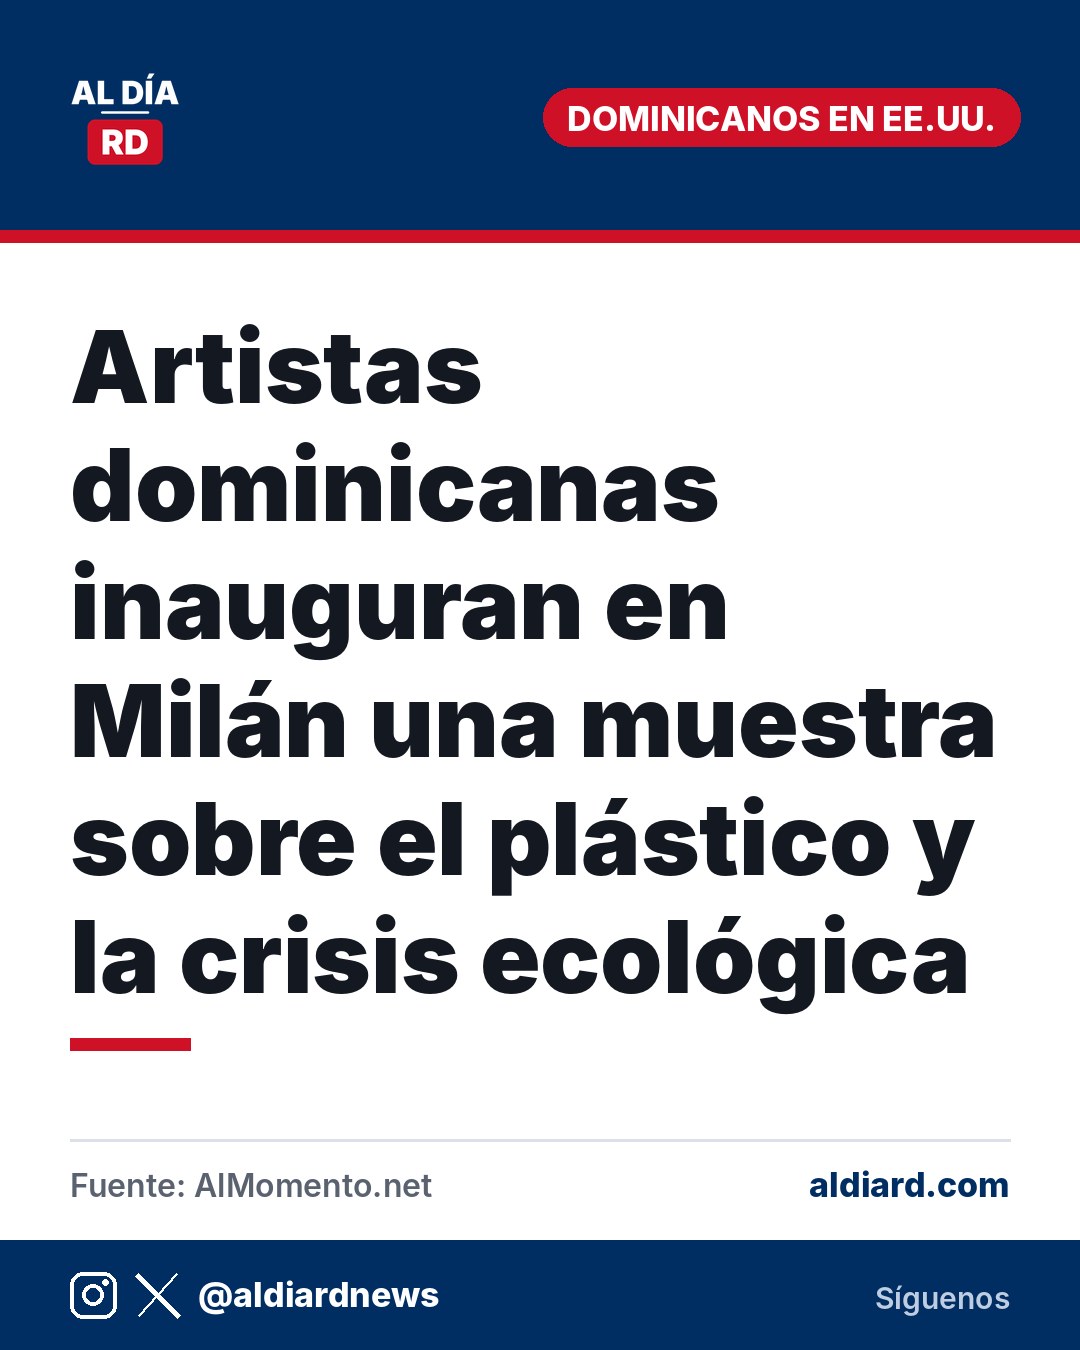 AL DÍA
RD
DOMINICANOS EN EE.UU.
Artistas
dominicanas
inauguran en
Milán una muestra
sobre el plástico y
la crisis ecológica
Fuente: AlMomento.net
aldiard.com
@aldiardnews
Síguenos